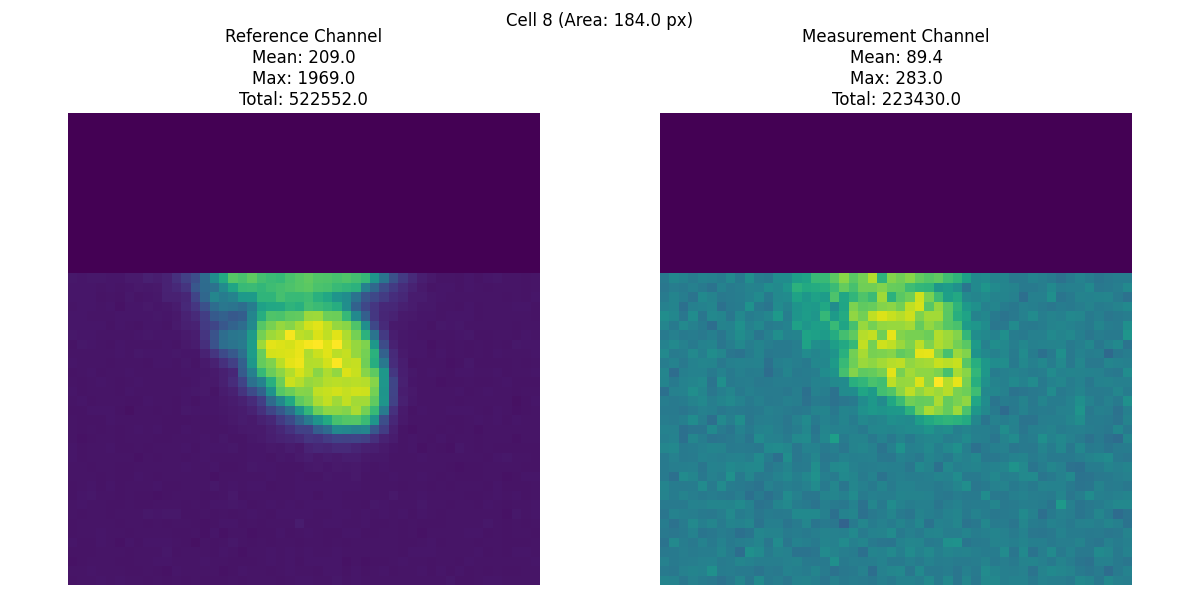 Cell 8 (Area: 184.0 px)
Reference Channel
Mean: 209.0
Max: 1969.0
Total: 522552.0
Measurement Channel
Mean: 89.4
Max: 283.0
Total: 223430.0